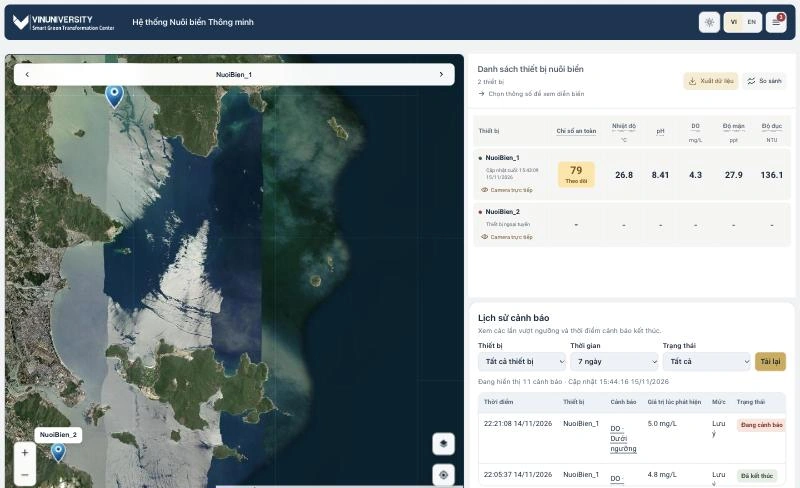 VINUNIVERSITY
Smart Green Transformation Center
Hệ thống Nuôi biển Thông minh
VI EN
3
NuoiBien_1
NuoiBien_2
Danh sách thiết bị nuôi biển
2 thiết bị
→ Chọn thông số để xem diễn biến
Xuất dữ liệu
So sánh
Thiết bị Chỉ số an toàn Nhiệt độ pH DO Độ mặn Độ đục
°C mg/L ppt NTU
NuoiBien_1
Cập nhật cuối: 15:43:09
15/11/2026
Camera trực tiếp
79
Theo dõi
26.8 8.41 4.3 27.9 136.1
NuoiBien_2
Thiết bị ngoại tuyến
Camera trực tiếp
- - - - - -
Lịch sử cảnh báo
Xem các lần vượt ngưỡng và thời điểm cảnh báo kết thúc.
Thiết bị Thời gian Trạng thái
Tất cả thiết bị 7 ngày Tất cả Tải lại
Đang hiển thị 11 cảnh báo · Cập nhật 15:44:16 15/11/2026
Thời điểm Thiết bị Cảnh báo Giá trị lúc phát hiện Mức Trạng thái
22:21:08 14/11/2026 NuoiBien_1 DO · Dưới ngưỡng 5.0 mg/L Lưu ý Đang cảnh báo
22:05:37 14/11/2026 NuoiBien_1 DO · 4.8 mg/L Lưu ý Đã kết thúc